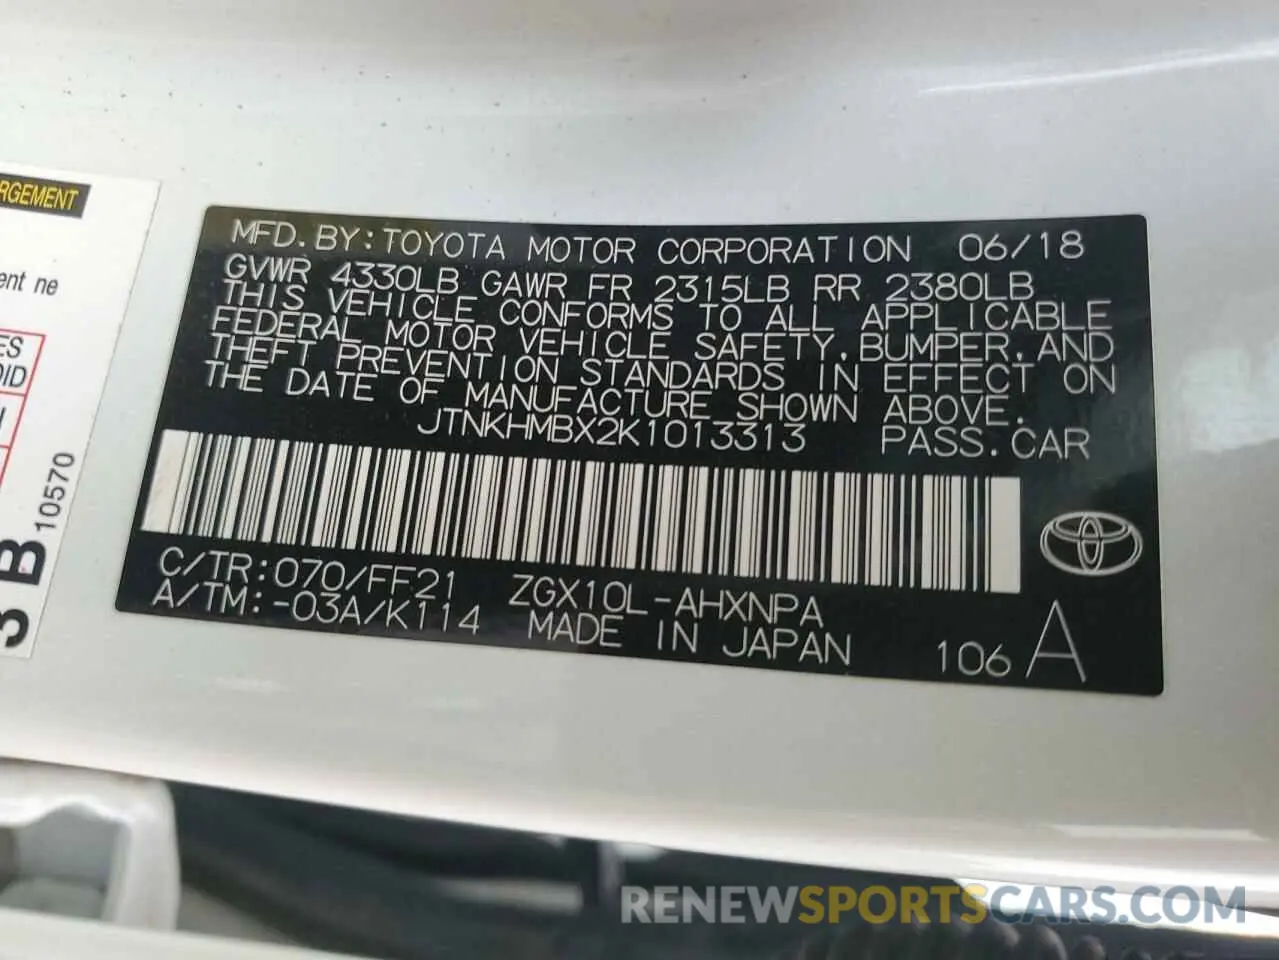 RGEMENT
ent ne
ES
OID
10570
3 B
MFD.BY:TOYOTA MOTOR CORPORATION 06/18
GVWR 4330LB GAWR FR 2315LB RR 2380LB
THIS VEHICLE CONFORMS TO ALL APPLICABLE
FEDERAL MOTOR VEHICLE SAFETY,BUMPER,AND
THEFT PREVENTION STANDARDS IN EFFECT ON
THE DATE OF MANUFACTURE SHOWN ABOVE.
JTNKHMBX2K1013313 PASS.CAR
C/TR:070/FF21 ZGX10L-AHXNPA
A/TM:-03A/K114 MADE IN JAPAN 106 A
RENEWSPORTSCARS.COM